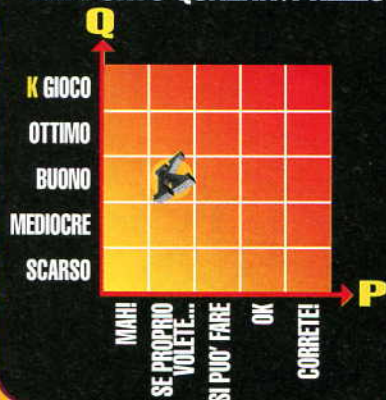 Q
K GIOCO
OTTIMO
BUONO
MEDIOCRE
SCARSO
P
MAH!
SE PROPRIO
VOLETE...
SI PUO' FARE
OK
CORRETE!